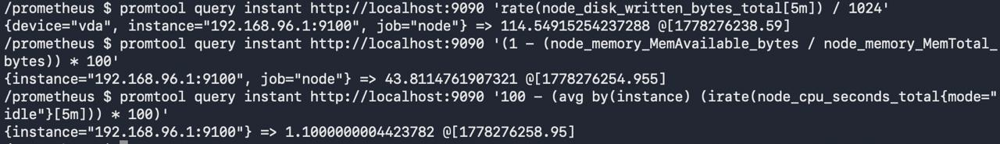 /prometheus $ promtool query instant http://localhost:9090 'rate(node_disk_written_bytes_total[5m]) / 1024'
{device="vda", instance="192.168.96.1:9100", job="node"} => 114.54915254237288 @[1778276238.59]
/prometheus $ promtool query instant http://localhost:9090 '(1 - (node_memory_MemAvailable_bytes / node_memory_MemTotal_
bytes)) * 100'
{instance="192.168.96.1:9100", job="node"} => 43.8114761907321 @[1778276254.955]
/prometheus $ promtool query instant http://localhost:9090 '100 - (avg by(instance) (irate(node_cpu_seconds_total{mode="
idle"}[5m])) * 100)'
{instance="192.168.96.1:9100"} => 1.1000000004423782 @[1778276258.95]